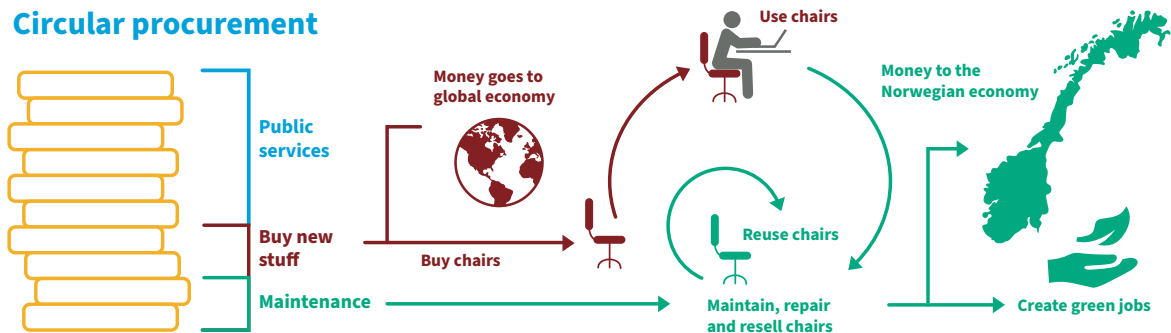 Circular procurement
Public
services
Buy new
stuff
Maintenance
Money goes to
global economy
Buy chairs
Use chairs
Reuse chairs
Maintain, repair
and resell chairs
Money to the
Norwegian economy
Create green jobs